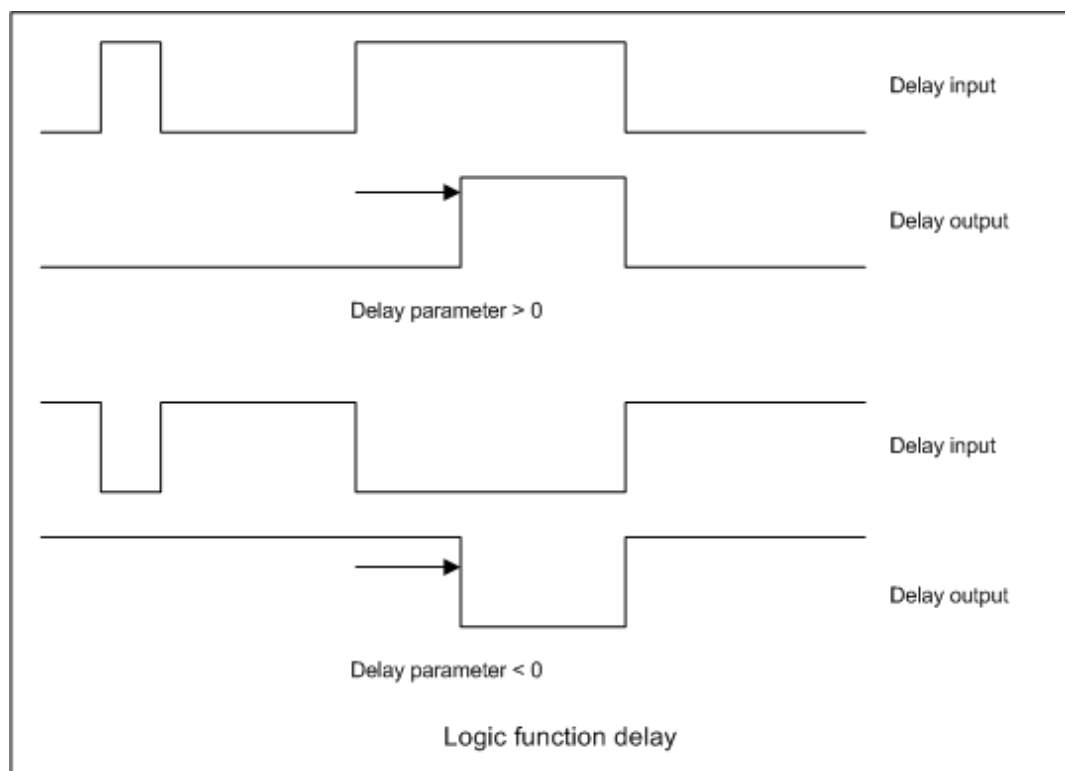 Delay input
Delay output
Delay parameter > 0
Delay input
Delay output
Delay parameter < 0
Logic function delay